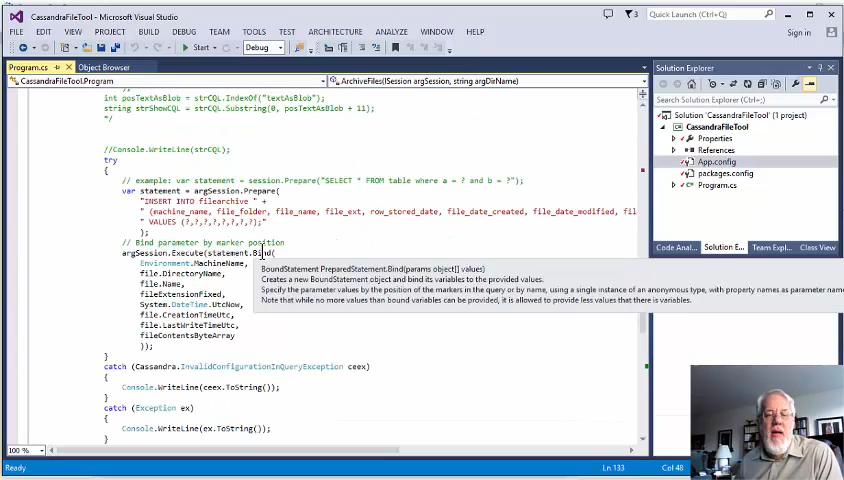 CassandraFileTool - Microsoft Visual Studio
3
Quick Launch (Ctrl+Q)
FILE EDIT VIEW PROJECT BUILD DEBUG TEAM TOOLS TEST ARCHITECTURE ANALYZE WINDOW HELP
Sign in
Start Debug
Program.cs Object Browser
CassandraFileTool.Program
ArchiveFiles(ISession argSession, string argDirName)
int posTextAsBlob = strCQL.IndexOf("textAsBlob");
string strShowCQL = strCQL.Substring(0, posTextAsBlob + 11);
*/
//Console.WriteLine(strCQL);
try
{
// example: var statement = session.Prepare("SELECT * FROM table where a = ? and b = ?");
var statement = argSession.Prepare(
"INSERT INTO filearchive " +
" (machine_name, file_folder, file_name, file_ext, row_stored_date, file_date_created, file_date_modified,
" VALUES (?,?,?,?,?,?,?,?);"
);
// Bind parameter by marker position
argSession.Execute(statement.Bind(
Environment.MachineName,
file.DirectoryName,
file.Name,
fileExtensionFixed,
System.DateTime.UtcNow,
file.CreationTimeUtc,
file.LastWriteTimeUtc,
fileContentsByteArray
));
}
catch (Cassandra.InvalidConfigurationInQueryException ceex)
{
Console.WriteLine(ceex.ToString());
}
catch (Exception ex)
{
Console.WriteLine(ex.ToString());
BoundStatement PreparedStatement.Bind(params object[] values)
Creates a new BoundStatement object and bind its variables to the provided values.
Specify the parameter values by the position of the markers in the query or by name, using a single instance of an anonymous type, with property names as parameter
Note that while no more values than bound variables can be provided, it is allowed to provide less values that there is variables.
Solution Explorer
Search Solution Explorer (Ctrl+;)
Solution 'CassandraFileTool' (1 project)
CassandraFileTool
Properties
References
App.config
packages.config
Program.cs
Code Anal... Solution E... Team Expl... Class View
100 %
Ready
Ln 133
Col 48